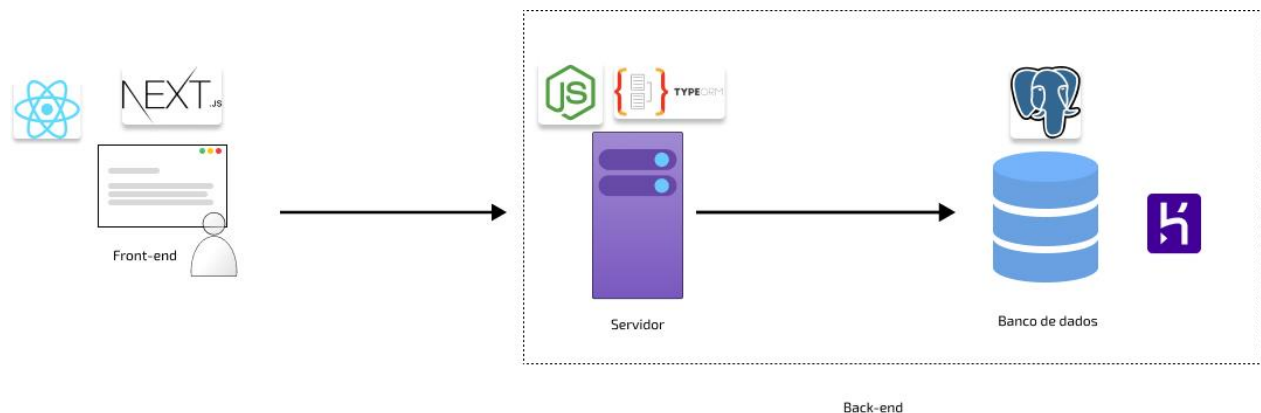 NEXT.JS
JS
TYPEORM
Front-end
Servidor
Banco de dados
Back-end